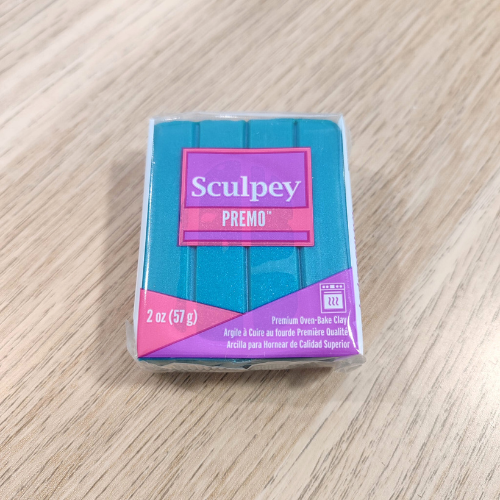 Sculpey
PREMO™
2 oz (57 g)
Premium Oven-Bake Clay
Argile à Cuire au fourde Première Qualité
Arcilla para Hornear de Calidad Superior